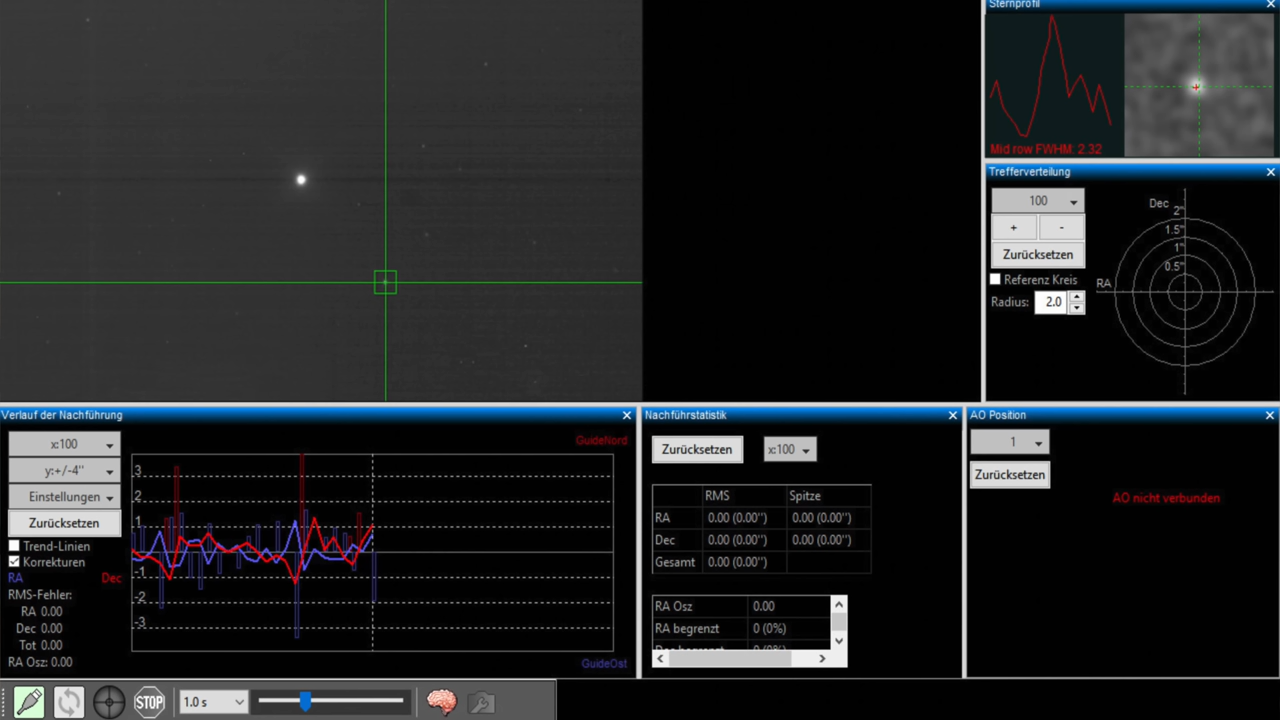 Sternprofil
Mid row FWHM: 2.32
Trefferverteilung
100
+ -
Zurücksetzen
Referenz Kreis
Radius: 2.0
Dec
2"
1.5"
1"
0.5"
RA
Verlauf der Nachführung
x:100
y:+/-4"
Einstellungen
Zurücksetzen
Trend-Linien
Korrekturen
RA Dec
RMS-Fehler:
RA 0.00
Dec 0.00
Tot 0.00
RA Osz: 0.00
GuideNord
3
2
1
-1
-2
-3
GuideOst
Nachführstatistik
Zurücksetzen x:100
RMS Spitze
RA 0.00 (0.00") 0.00 (0.00")
Dec 0.00 (0.00") 0.00 (0.00")
Gesamt 0.00 (0.00")
RA Osz 0.00
RA begrenzt 0 (0%)
Dec begrenzt 0 (0%)
AO Position
1
Zurücksetzen
AO nicht verbunden
STOP
1.0 s